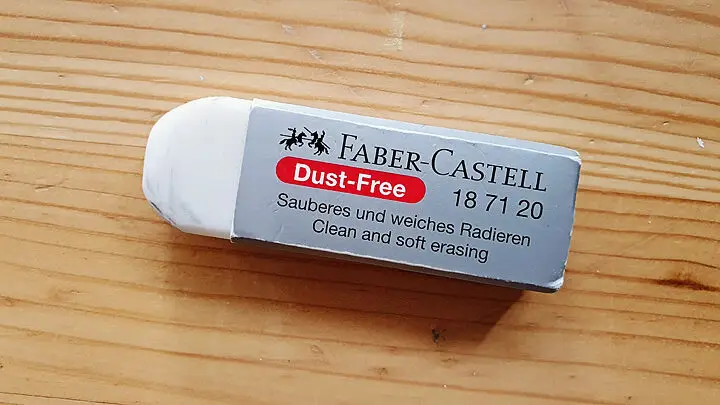 FABER-CASTELL
Dust-Free 18 71 20
Sauberes und weiches Radieren
Clean and soft erasing